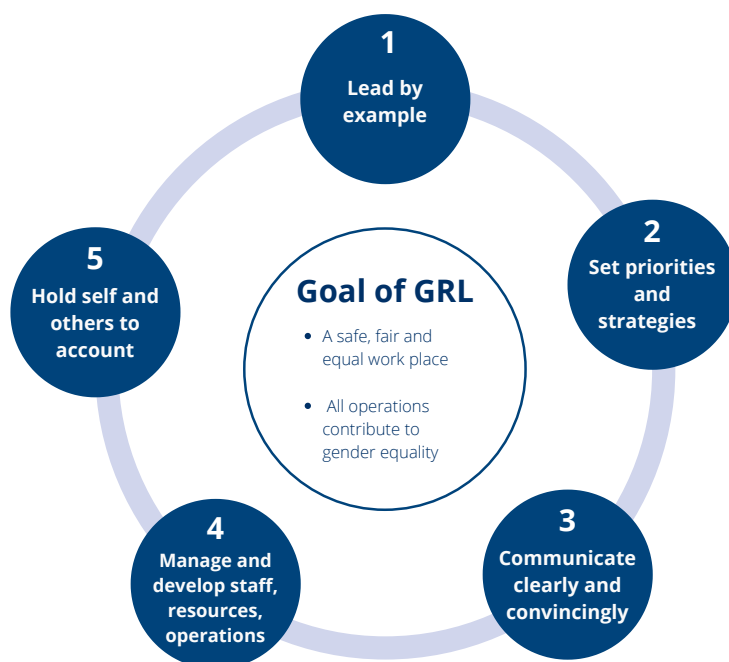 1
Lead by
example
2
Set priorities
and
strategies
3
Communicate
clearly and
convincingly
4
Manage and
develop staff,
resources,
operations
5
Hold self and
others to
account
Goal of GRL
• A safe, fair and
equal work place
• All operations
contribute to
gender equality